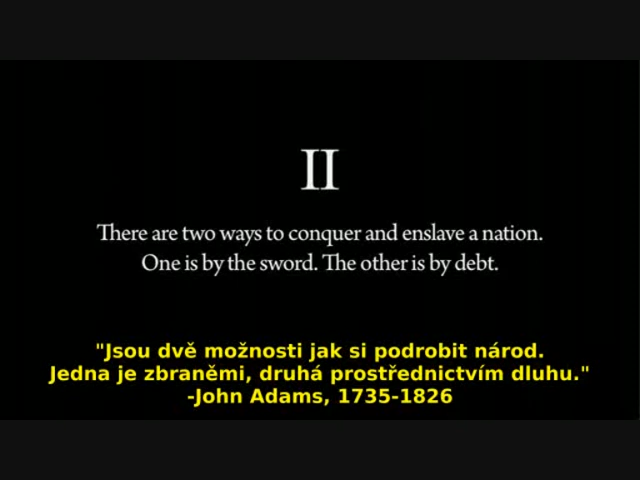 II
There are two ways to conquer and enslave a nation.
One is by the sword. The other is by debt.
"Jsou dvě možnosti jak si podrobit národ.
Jedna je zbraněmi, druhá prostřednictvím dluhu."
-John Adams, 1735-1826